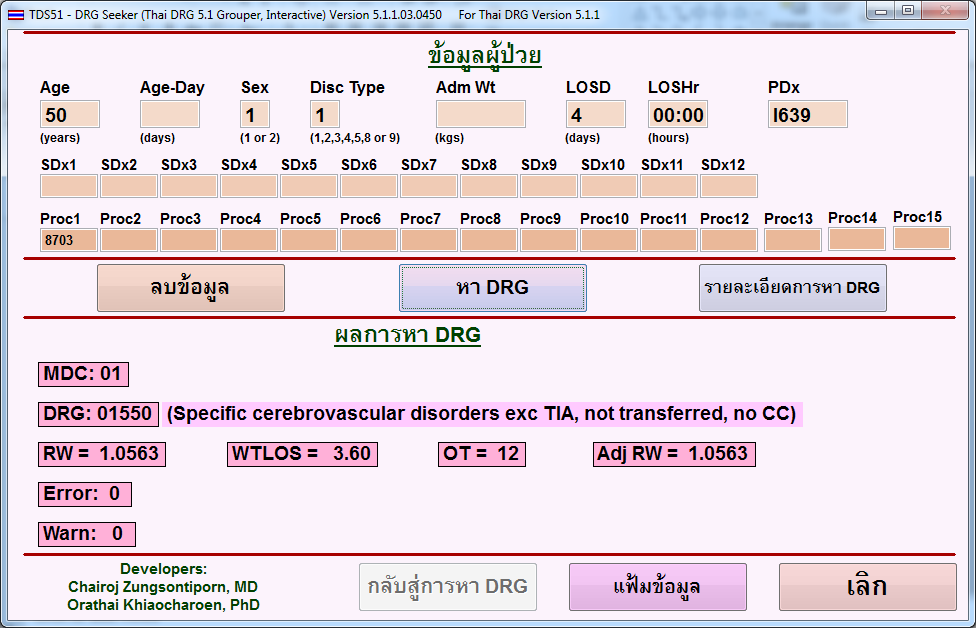 TDS51 - DRG Seeker (Thai DRG 5.1 Grouper, Interactive) Version 5.1.1.03.0450 For Thai DRG Version 5.1.1
ข้อมูลผู้ป่วย
Age Age-Day Sex Disc Type Adm Wt LOSD LOSHr PDx
50 1 1 4 00:00 I639
(years) (days) (1 or 2) (1,2,3,4,5,8 or 9) (kgs) (days) (hours)
SDx1 SDx2 SDx3 SDx4 SDx5 SDx6 SDx7 SDx8 SDx9 SDx10 SDx11 SDx12
Proc1 Proc2 Proc3 Proc4 Proc5 Proc6 Proc7 Proc8 Proc9 Proc10 Proc11 Proc12 Proc13 Proc14 Proc15
8703
ลบข้อมูล หา DRG รายละเอียดการหา DRG
ผลการหา DRG
MDC: 01
DRG: 01550 (Specific cerebrovascular disorders exc TIA, not transferred, no CC)
RW = 1.0563 WTLOS = 3.60 OT = 12 Adj RW = 1.0563
Error: 0
Warn: 0
Developers:
Chairoj Zungsontiporn, MD
Orathai Khiaocharoen, PhD
กลับสู่การหา DRG แฟ้มข้อมูล เลิก